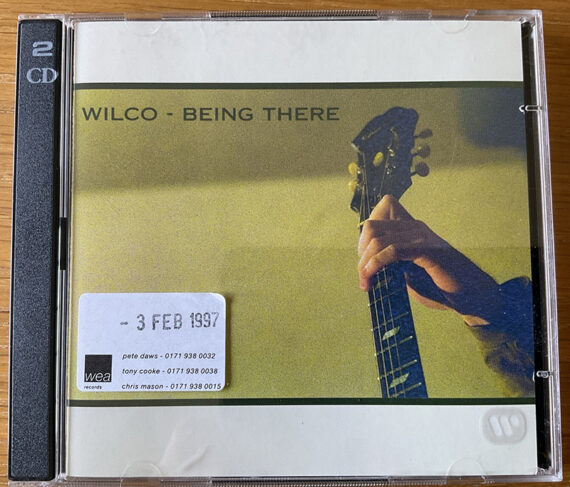 2
CD
WILCO - BEING THERE
- 3 FEB 1997
pete daws - 0171 938 0032
tony cooke - 0171 938 0038
chris mason - 0171 938 0015
wea
records